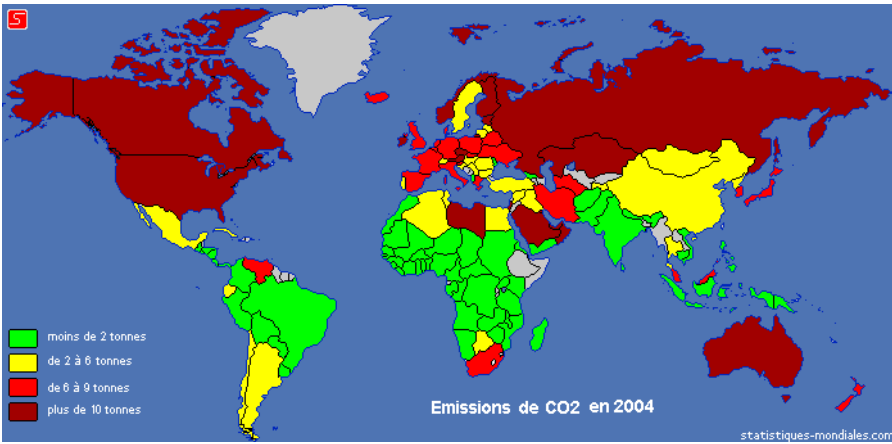 S
moins de 2 tonnes
de 2 à 6 tonnes
de 6 à 9 tonnes
plus de 10 tonnes
Emissions de CO2 en 2004
statistiques-mondiales.com